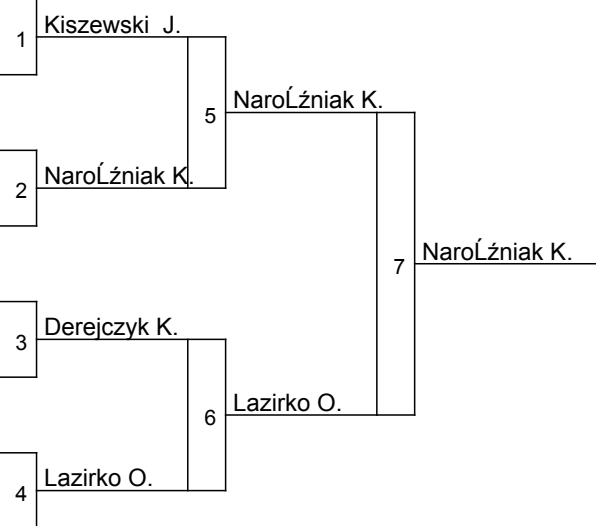 1 Kiszewski J.
5 NaroĹźniak K.
2 NaroĹźniak K.
7 NaroĹźniak K.
3 Derejczyk K.
6 Lazirko O.
4 Lazirko O.